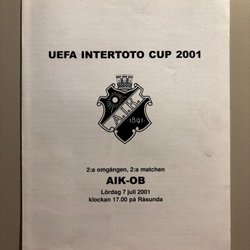 UEFA INTERTOTO CUP 2001
A.I.K.
1891
2:a omgången, 2:a matchen
AIK-OB
Lördag 7 juli 2001
klockan 17.00 på Råsunda